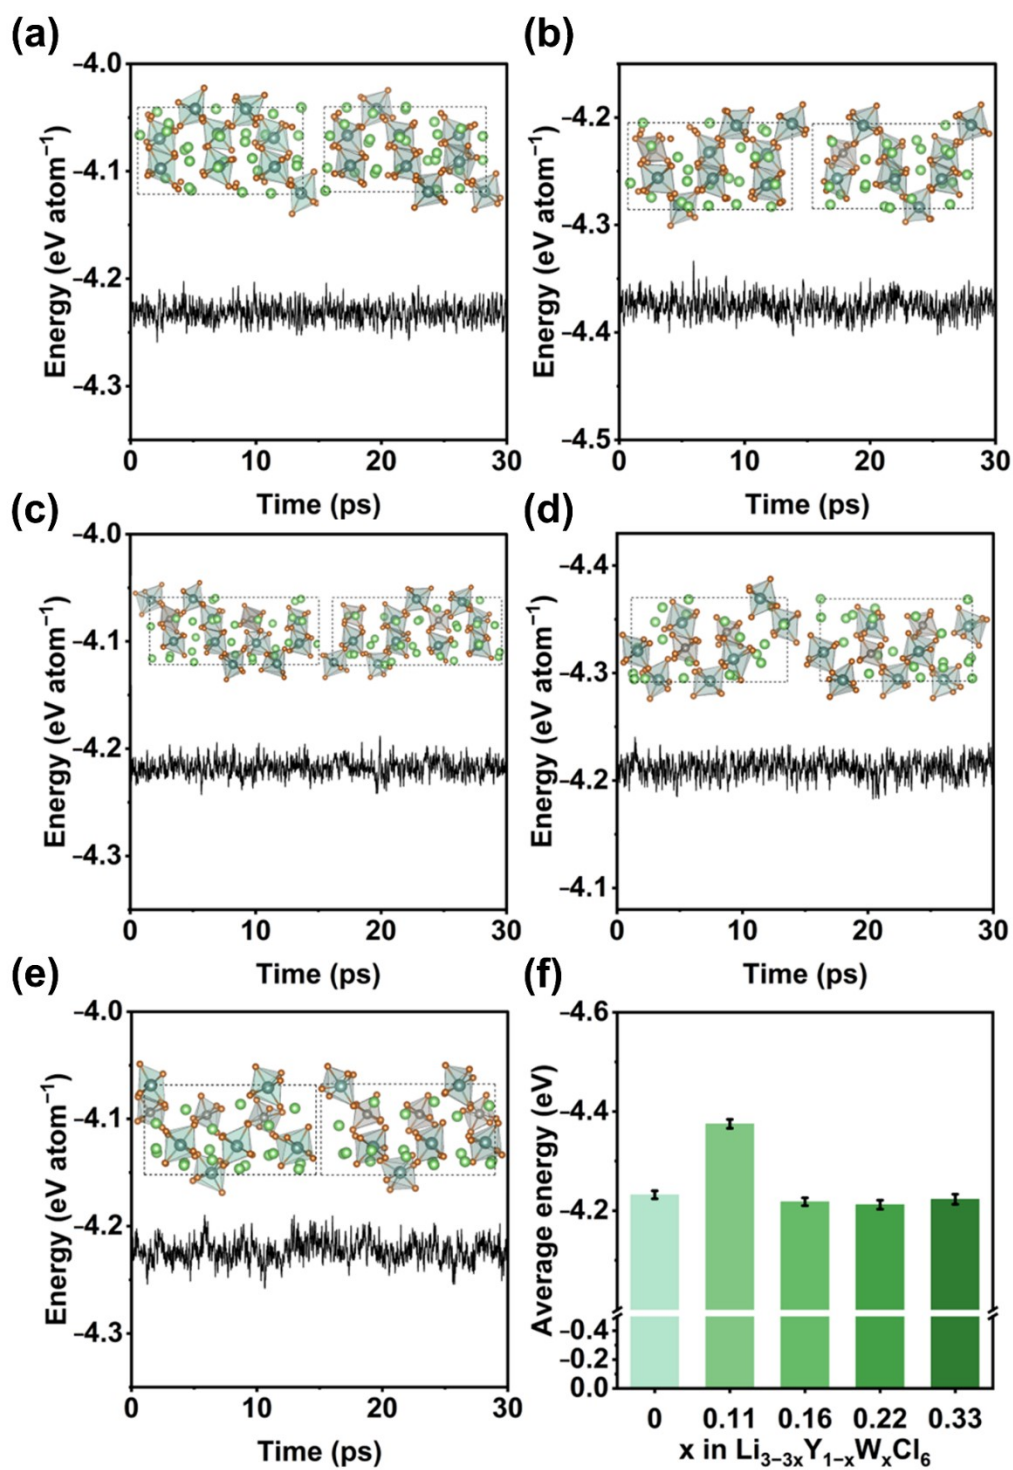 (a)
−4.0
−4.1
−4.2
−4.3
Energy (eV atom⁻¹)
0 10 20 30
Time (ps)
(b)
−4.2
−4.3
−4.4
−4.5
Energy (eV atom⁻¹)
0 10 20 30
Time (ps)
(c)
−4.0
−4.1
−4.2
−4.3
Energy (eV atom⁻¹)
0 10 20 30
Time (ps)
(d)
−4.4
−4.3
−4.2
−4.1
Energy (eV atom⁻¹)
0 10 20 30
Time (ps)
(e)
−4.0
−4.1
−4.2
−4.3
Energy (eV atom⁻¹)
0 10 20 30
Time (ps)
(f)
−4.6
−4.4
−4.2
−0.4
−0.2
0.0
Average energy (eV)
0 0.11 0.16 0.22 0.33
x in Li₃₋₃ₓY₁₋ₓWₓCl₆